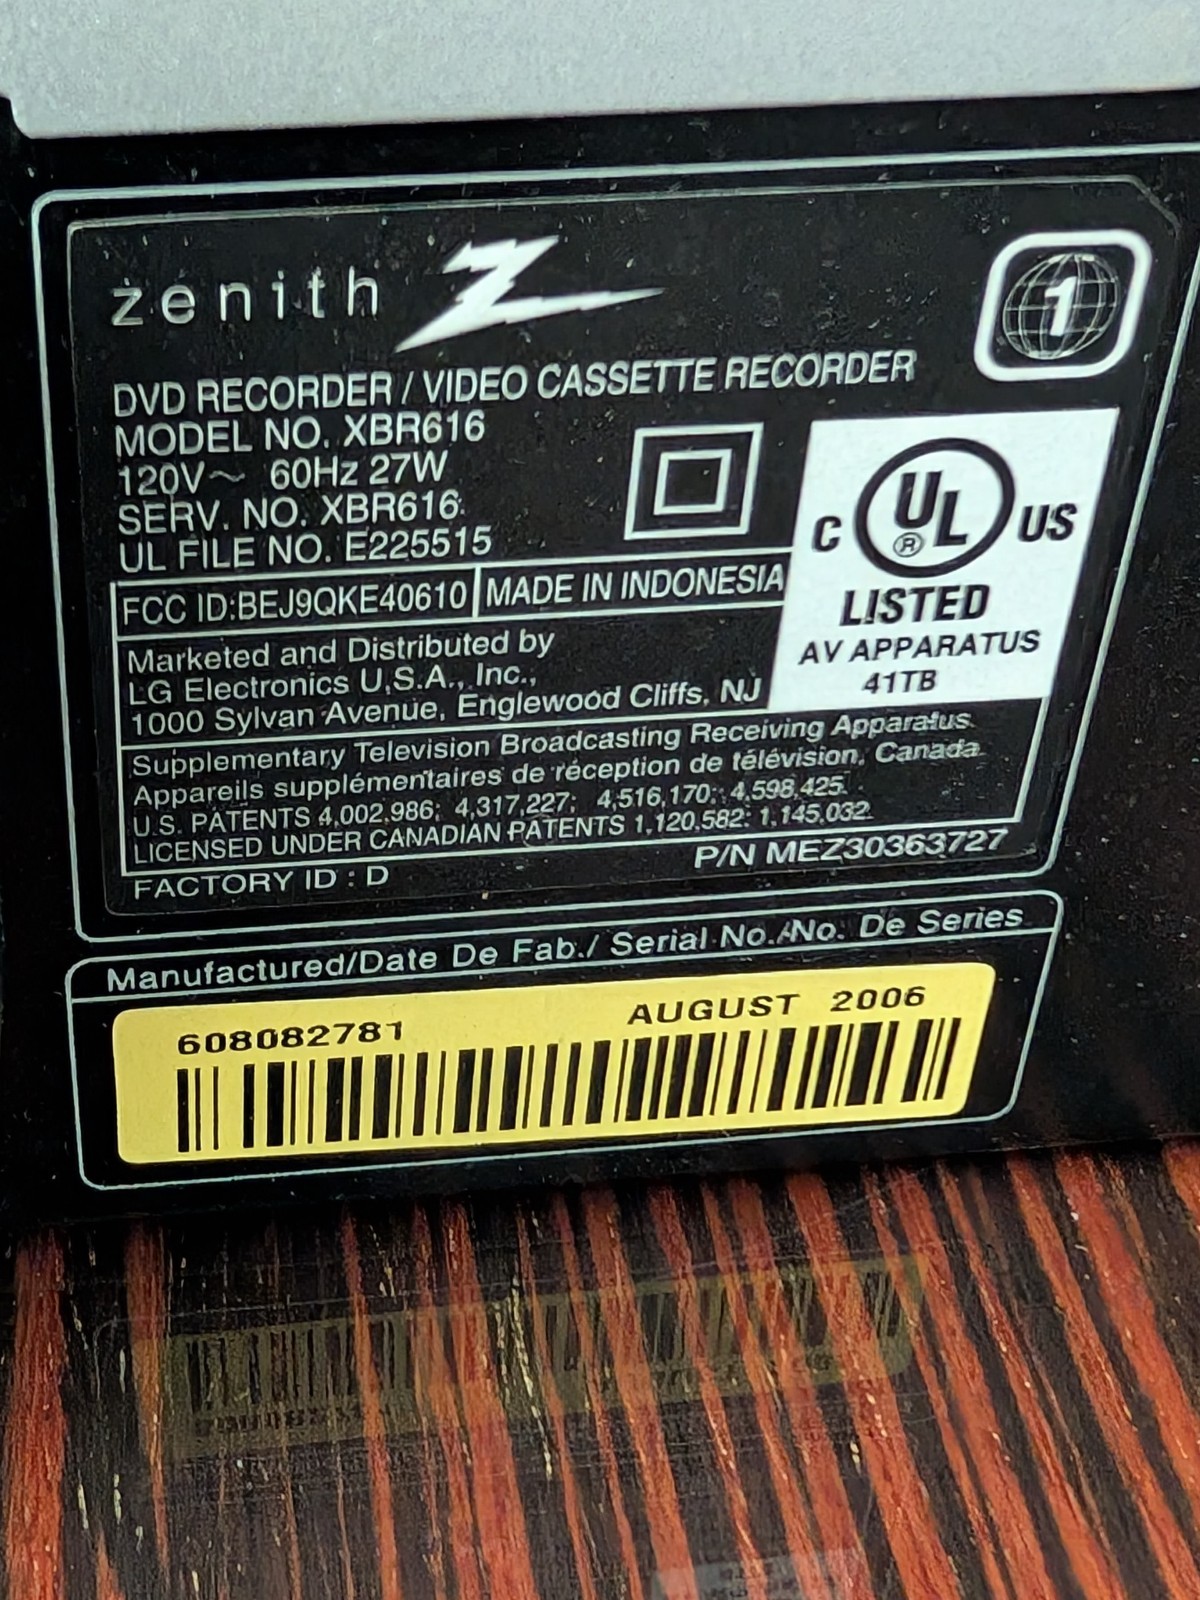 zenith
1
DVD RECORDER / VIDEO CASSETTE RECORDER
MODEL NO. XBR616
120V~ 60Hz 27W
SERV. NO. XBR616
UL FILE NO. E225515
C UL ® US
LISTED
AV APPARATUS
41TB
FCC ID:BEJ9QKE40610 MADE IN INDONESIA
Marketed and Distributed by
LG Electronics U.S.A., Inc.,
1000 Sylvan Avenue, Englewood Cliffs, NJ
Supplementary Television Broadcasting Receiving Apparatus
Appareils supplémentaires de réception de télévision, Canada
U.S. PATENTS 4,002,986; 4,317,227; 4,516,170; 4,598,425.
LICENSED UNDER CANADIAN PATENTS 1,120,582; 1,145,032.
FACTORY ID : D P/N MEZ30363727
Manufactured/Date De Fab./ Serial No./No. De Series
608082781 AUGUST 2006